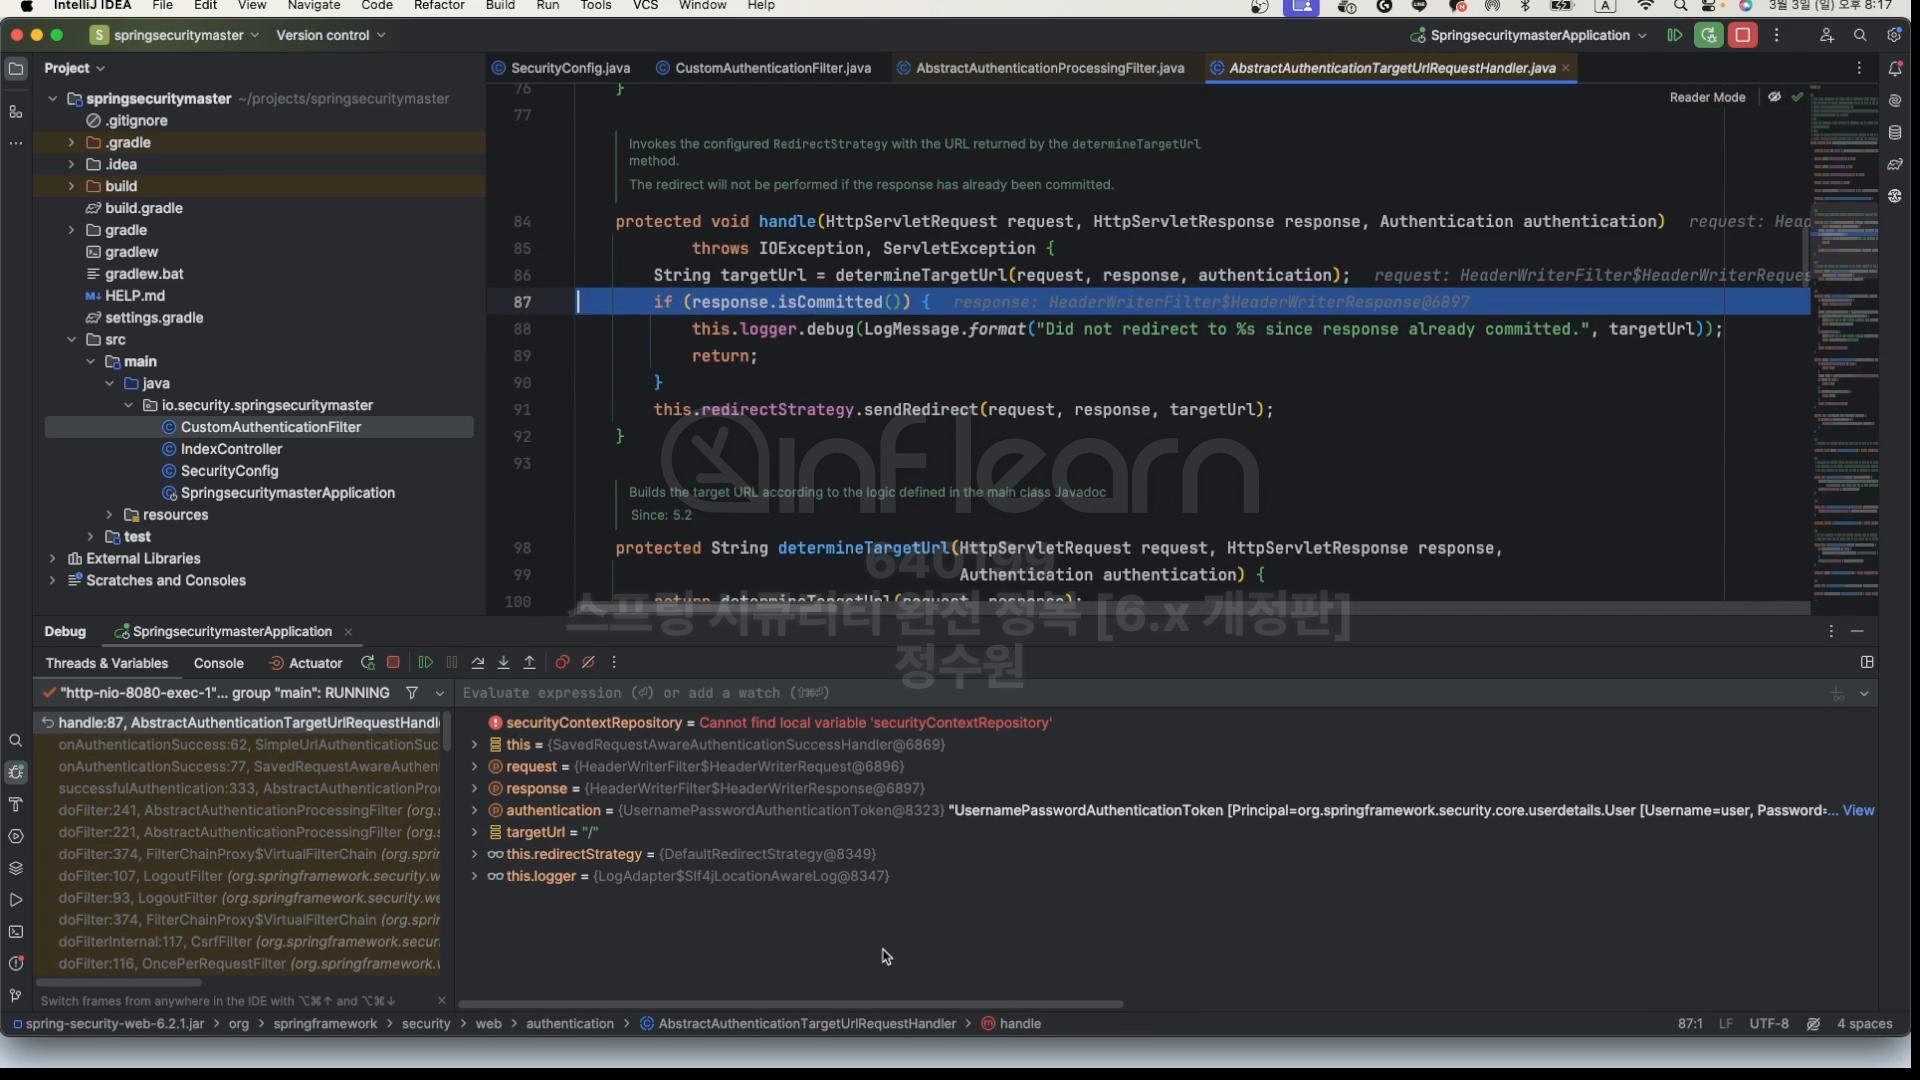 IntelliJ IDEA File Edit View Navigate Code Refactor Build Run Tools VCS Window Help A 3월 3일 (일) 오후 8:17
S springsecuritymaster Version control SpringsecuritymasterApplication
Project
SecurityConfig.java CustomAuthenticationFilter.java AbstractAuthenticationProcessingFilter.java AbstractAuthenticationTargetUrlRequestHandler.java
Reader Mode
springsecuritymaster ~/projects/springsecuritymaster
.gitignore
.gradle
.idea
build
build.gradle
gradle
gradlew
gradlew.bat
HELP.md
settings.gradle
src
main
java
io.security.springsecuritymaster
CustomAuthenticationFilter
IndexController
SecurityConfig
SpringsecuritymasterApplication
resources
test
External Libraries
Scratches and Consoles
76 }
77
Invokes the configured RedirectStrategy with the URL returned by the determineTargetUrl
method.
The redirect will not be performed if the response has already been committed.
84 protected void handle(HttpServletRequest request, HttpServletResponse response, Authentication authentication) request: Head
85 throws IOException, ServletException {
86 String targetUrl = determineTargetUrl(request, response, authentication); request: HeaderWriterFilter$HeaderWriterReques
87 if (response.isCommitted()) { response: HeaderWriterFilter$HeaderWriterResponse@6897
88 this.logger.debug(LogMessage.format("Did not redirect to %s since response already committed.", targetUrl));
89 return;
90 }
91 this.redirectStrategy.sendRedirect(request, response, targetUrl);
92 }
93
inflearn
Builds the target URL according to the logic defined in the main class Javadoc
Since: 5.2
98 protected String determineTargetUrl(HttpServletRequest request, HttpServletResponse response,
640199
99 Authentication authentication) {
100 return determineTargetUrl(request, response);
스프링 시큐리티 완전 정복 [6.x 개정판]
정수원
Debug SpringsecuritymasterApplication
Threads & Variables Console Actuator
"http-nio-8080-exec-1"... group "main": RUNNING
Evaluate expression (⏎) or add a watch (⇧⌘⏎)
handle:87, AbstractAuthenticationTargetUrlRequestHandl
onAuthenticationSuccess:62, SimpleUrlAuthenticationSuc
onAuthenticationSuccess:77, SavedRequestAwareAuthen
successfulAuthentication:333, AbstractAuthenticationPro
doFilter:241, AbstractAuthenticationProcessingFilter (org.s
doFilter:221, AbstractAuthenticationProcessingFilter (org.s
doFilter:374, FilterChainProxy$VirtualFilterChain (org.sprin
doFilter:107, LogoutFilter (org.springframework.security.w
doFilter:93, LogoutFilter (org.springframework.security.we
doFilter:374, FilterChainProxy$VirtualFilterChain (org.sprin
doFilterInternal:117, CsrfFilter (org.springframework.securi
doFilter:116, OncePerRequestFilter (org.springframework.w
Switch frames from anywhere in the IDE with ⌥⌘↑ and ⌥⌘↓
securityContextRepository = Cannot find local variable 'securityContextRepository'
this = {SavedRequestAwareAuthenticationSuccessHandler@6869}
request = {HeaderWriterFilter$HeaderWriterRequest@6896}
response = {HeaderWriterFilter$HeaderWriterResponse@6897}
authentication = {UsernamePasswordAuthenticationToken@8323} "UsernamePasswordAuthenticationToken [Principal=org.springframework.security.core.userdetails.User [Username=user, Password=... View
targetUrl = "/"
this.redirectStrategy = {DefaultRedirectStrategy@8349}
this.logger = {LogAdapter$Slf4jLocationAwareLog@8347}
spring-security-web-6.2.1.jar > org > springframework > security > web > authentication > AbstractAuthenticationTargetUrlRequestHandler > handle 87:1 LF UTF-8 4 spaces